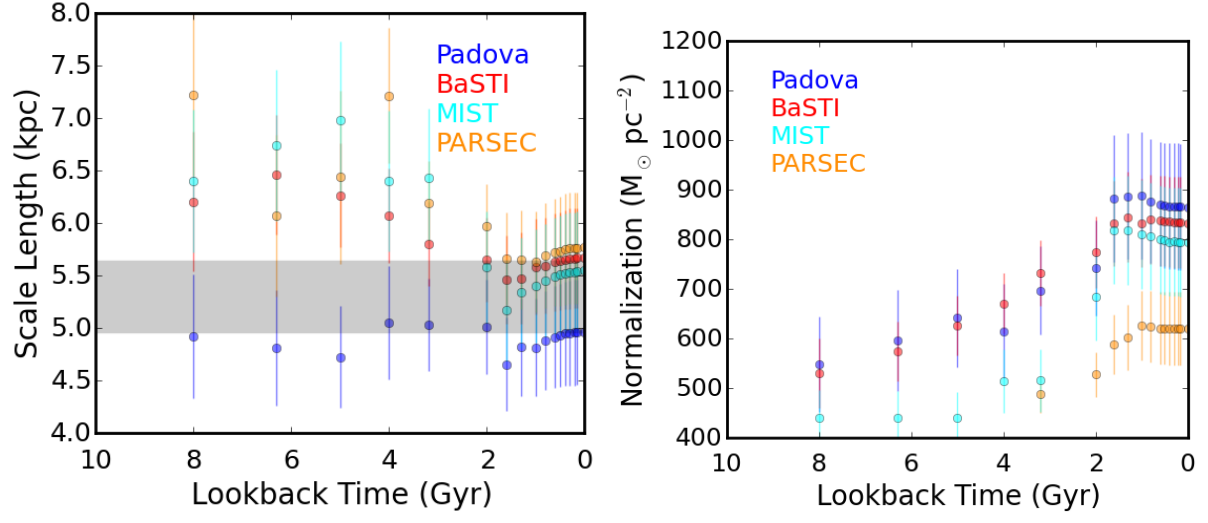 8.0
7.5
7.0
6.5
6.0
5.5
5.0
4.5
4.0
Scale Length (kpc)
Padova
BaSTI
MIST
PARSEC
10 8 6 4 2 0
Lookback Time (Gyr)
1200
1100
1000
900
800
700
600
500
400
Normalization (M⊙ pc⁻²)
Padova
BaSTI
MIST
PARSEC
10 8 6 4 2 0
Lookback Time (Gyr)